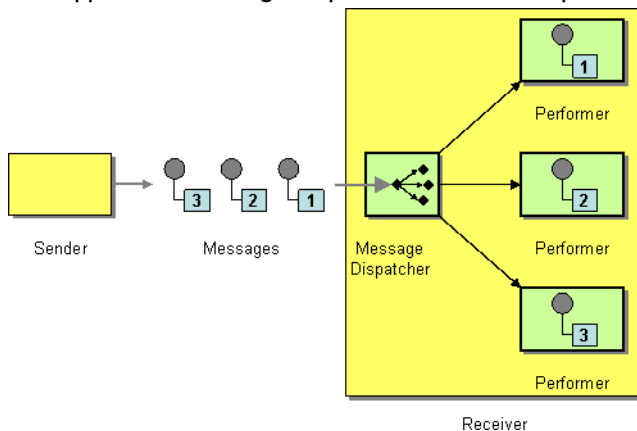 1
Performer
3 2 1
2
Sender
Messages
Message
Dispatcher
Performer
3
Performer
Receiver